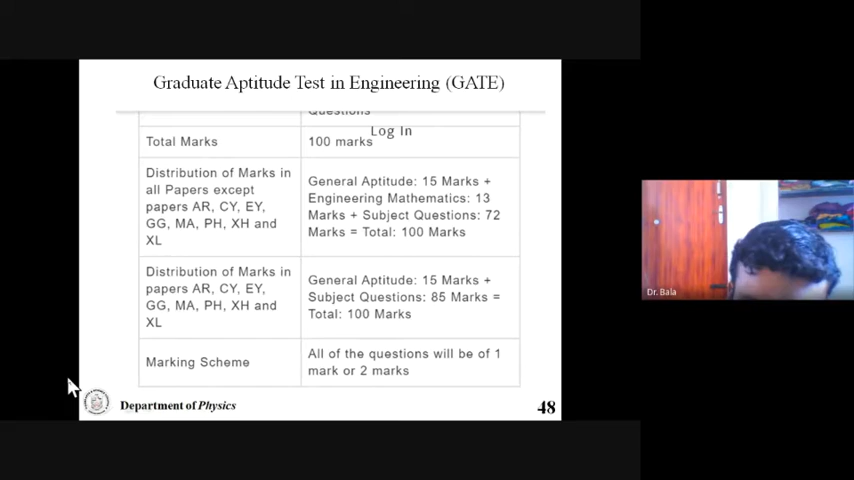 Graduate Aptitude Test in Engineering (GATE)
Questions
Log In
Total Marks
100 marks
Distribution of Marks in
all Papers except
papers AR, CY, EY,
GG, MA, PH, XH and
XL
General Aptitude: 15 Marks +
Engineering Mathematics: 13
Marks + Subject Questions: 72
Marks = Total: 100 Marks
Distribution of Marks in
papers AR, CY, EY,
GG, MA, PH, XH and
XL
General Aptitude: 15 Marks +
Subject Questions: 85 Marks =
Total: 100 Marks
Marking Scheme
All of the questions will be of 1
mark or 2 marks
Department of Physics
48
Dr. Bala